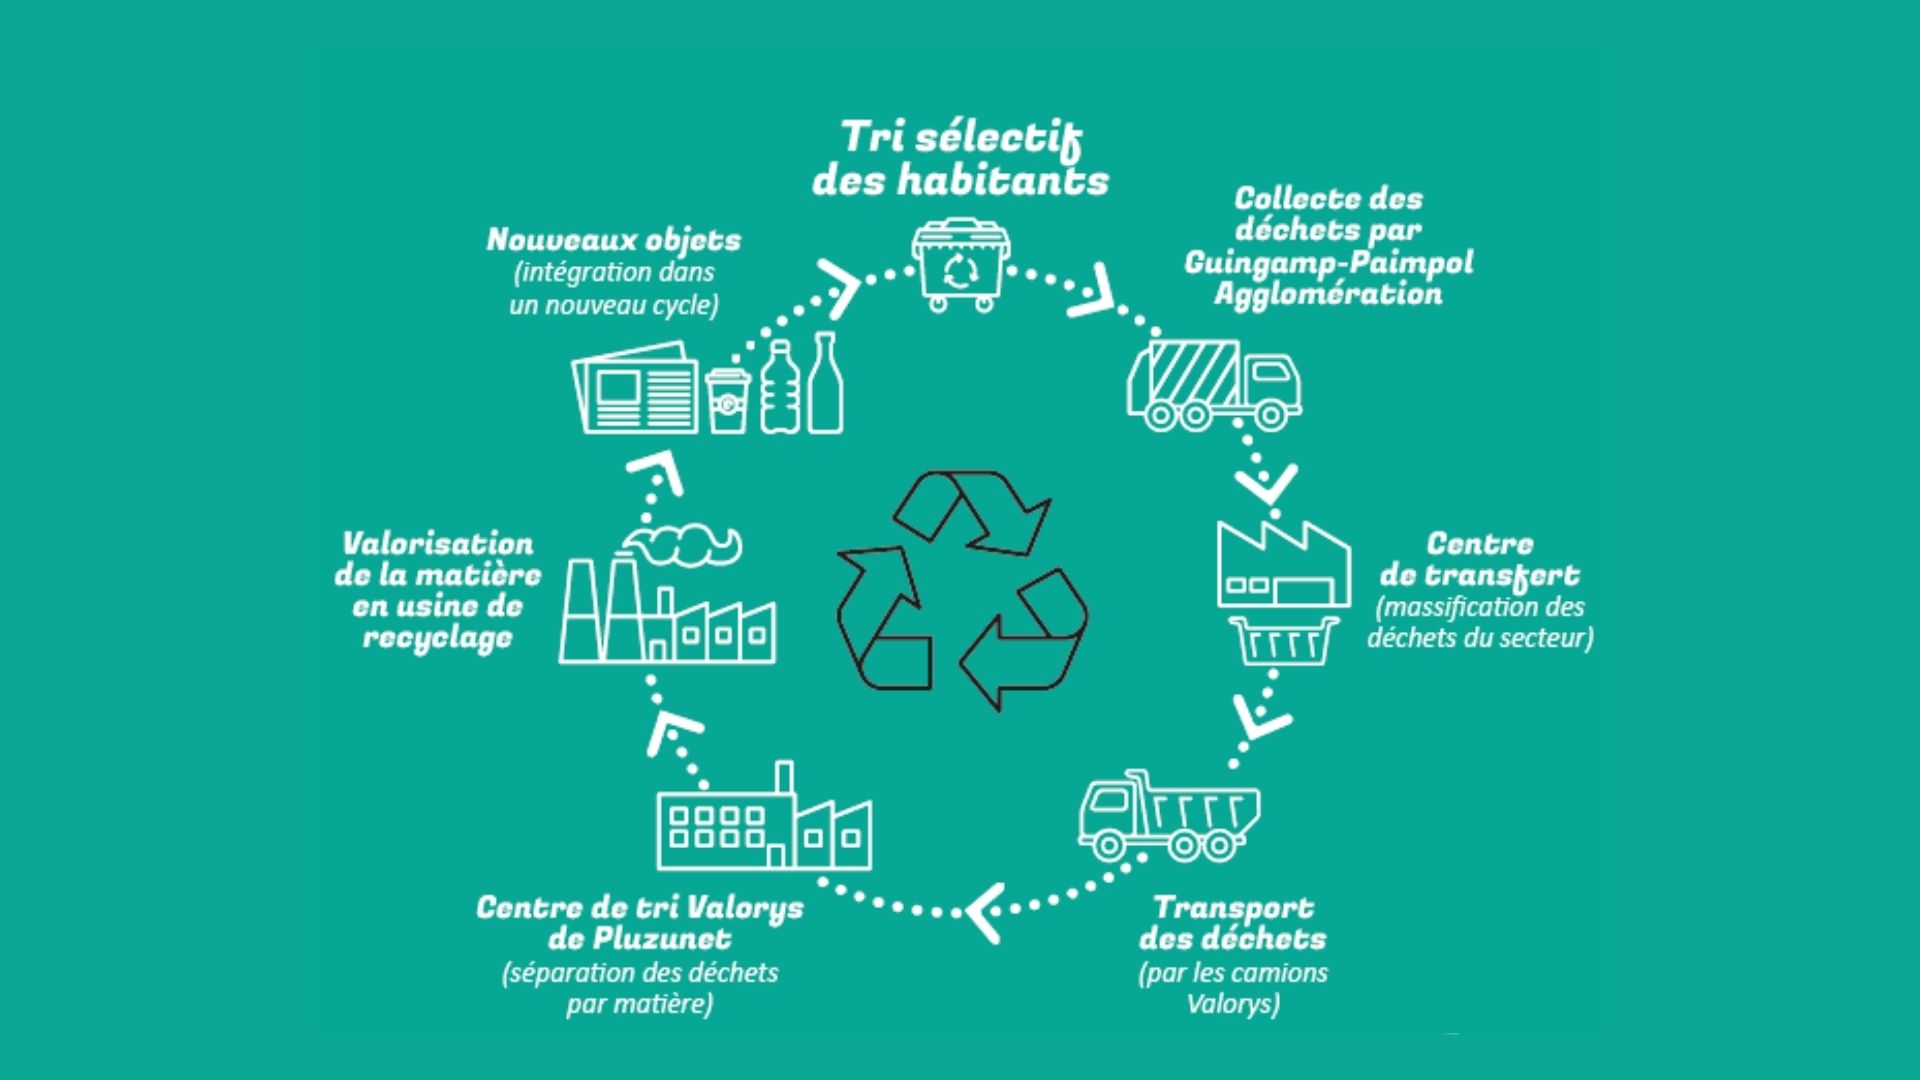 Tri sélectif
des habitants
Collecte des
déchets par
Guingamp-Paimpol
Agglomération
Centre
de transfert
(massification des
déchets du secteur)
Transport
des déchets
(par les camions
Valorys)
Centre de tri Valorys
de Pluzunet
(séparation des déchets
par matière)
Valorisation
de la matière
en usine de
recyclage
Nouveaux objets
(intégration dans
un nouveau cycle)